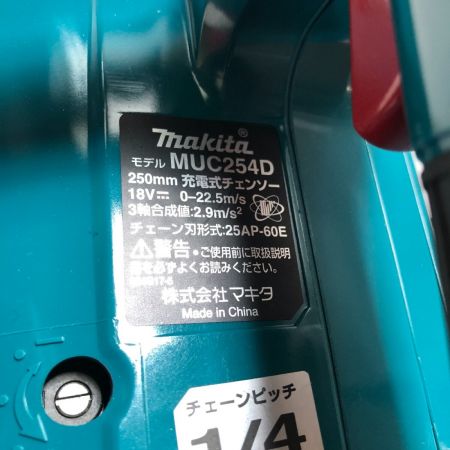 makita®
モデル MUC254D
250mm 充電式チェンソー
18V⎓ 0-22.5m/s
3軸合成値:2.9m/s²
チェーン刃形式:25AP-60E
⚠警告・ご使用前に取扱説明
書を必ずよくお読みください。
株式会社マキタ
Made in China
チェーンピッチ
1/4